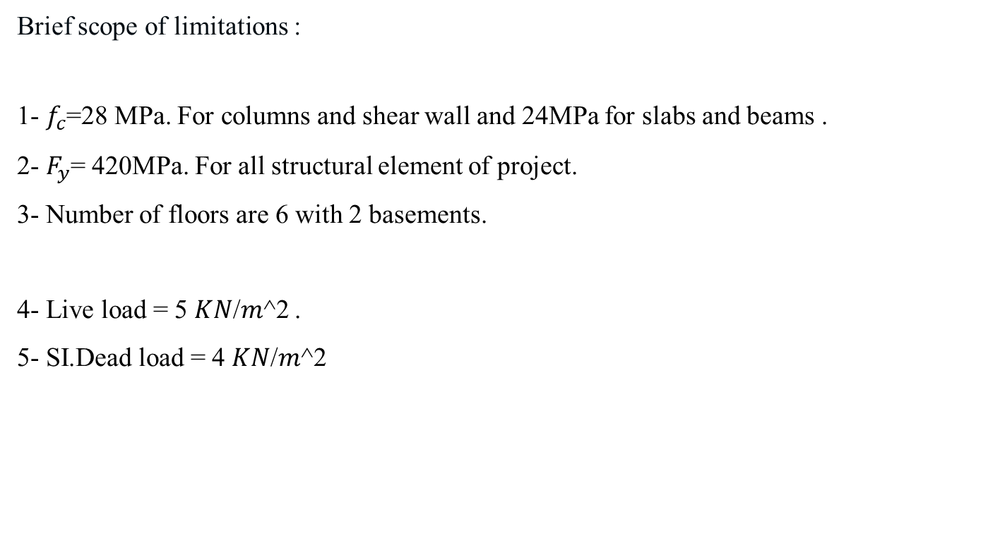 Brief scope of limitations :
1- 𝑓𝑐=28 MPa. For columns and shear wall and 24MPa for slabs and beams .
2- 𝐹𝑦= 420MPa. For all structural element of project.
3- Number of floors are 6 with 2 basements.
4- Live load = 5 𝐾𝑁/𝑚^2 .
5- SI.Dead load = 4 𝐾𝑁/𝑚^2